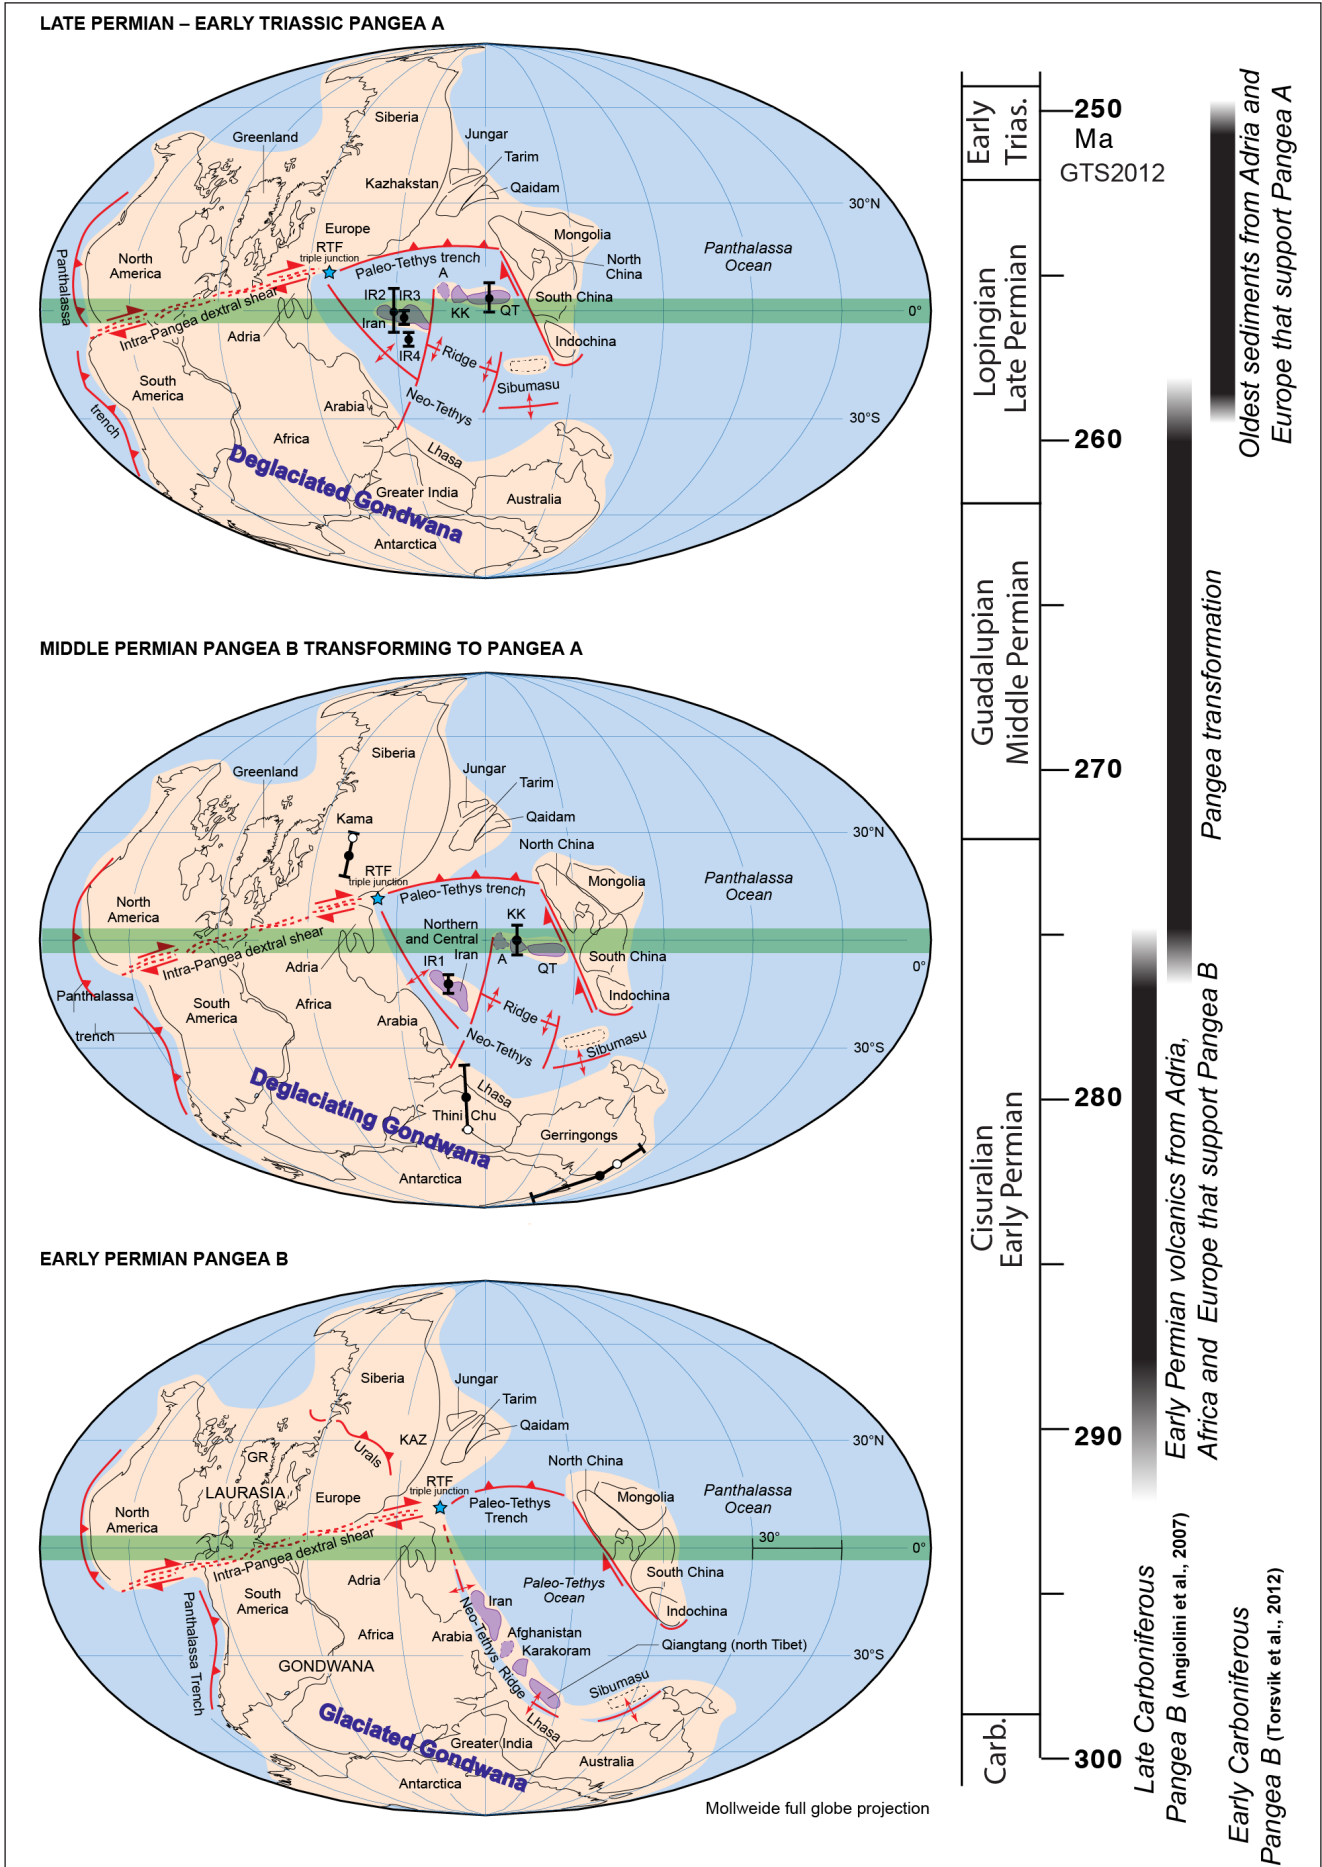 LATE PERMIAN – EARLY TRIASSIC PANGEA A
Siberia
Greenland
Jungar
Tarim
Kazhakstan
Qaidam
30°N
Europe
Mongolia
RTF
triple junction
Panthalassa
Ocean
North
America
Paleo-Tethys trench
North
China
Panthalassa
A
IR2
IR3
South China
KK
QT
0°
Iran
Intra-Pangea dextral shear
Adria
Indochina
IR4
Ridge
South
America
Sibumasu
Neo-Tethys
Arabia
trench
30°S
Africa
Lhasa
Deglaciated Gondwana
Greater India
Australia
Antarctica
MIDDLE PERMIAN PANGEA B TRANSFORMING TO PANGEA A
Siberia
Greenland
Jungar
Tarim
Kama
Qaidam
30°N
North China
RTF
triple junction
Mongolia
Panthalassa
Ocean
Paleo-Tethys trench
North
America
KK
Northern
and Central
Iran
Intra-Pangea dextral shear
A
QT
South China
IR1
Adria
0°
Panthalassa
Indochina
South
America
Africa
Arabia
Ridge
trench
Neo-Tethys
Sibumasu
30°S
Lhasa
Deglaciating Gondwana
Thini Chu
Gerringongs
Antarctica
EARLY PERMIAN PANGEA B
Siberia
Jungar
Tarim
Qaidam
KAZ
30°N
Urals
GR
North China
RTF
triple junction
LAURASIA
Europe
Mongolia
Panthalassa
Ocean
Paleo-Tethys
Trench
North
America
30°
0°
Intra-Pangea dextral shear
South China
Adria
Paleo-Tethys
Ocean
South
America
Iran
Indochina
Panthalassa Trench
Neo-Tethys Ridge
Africa
Arabia
Afghanistan
Karakoram
Qiangtang (north Tibet)
30°S
GONDWANA
Sibumasu
Glaciated Gondwana
Lhasa
Greater India
Australia
Antarctica
Mollweide full globe projection
Early
Trias.
Lopingian
Late Permian
Guadalupian
Middle Permian
Cisuralian
Early Permian
Carb.
250
Ma
GTS2012
260
270
280
290
300
Oldest sediments from Adria and
Europe that support Pangea A
Pangea transformation
Early Permian volcanics from Adria,
Africa and Europe that support Pangea B
Late Carboniferous
Pangea B (Angiolini et al., 2007)
Early Carboniferous
Pangea B (Torsvik et al., 2012)